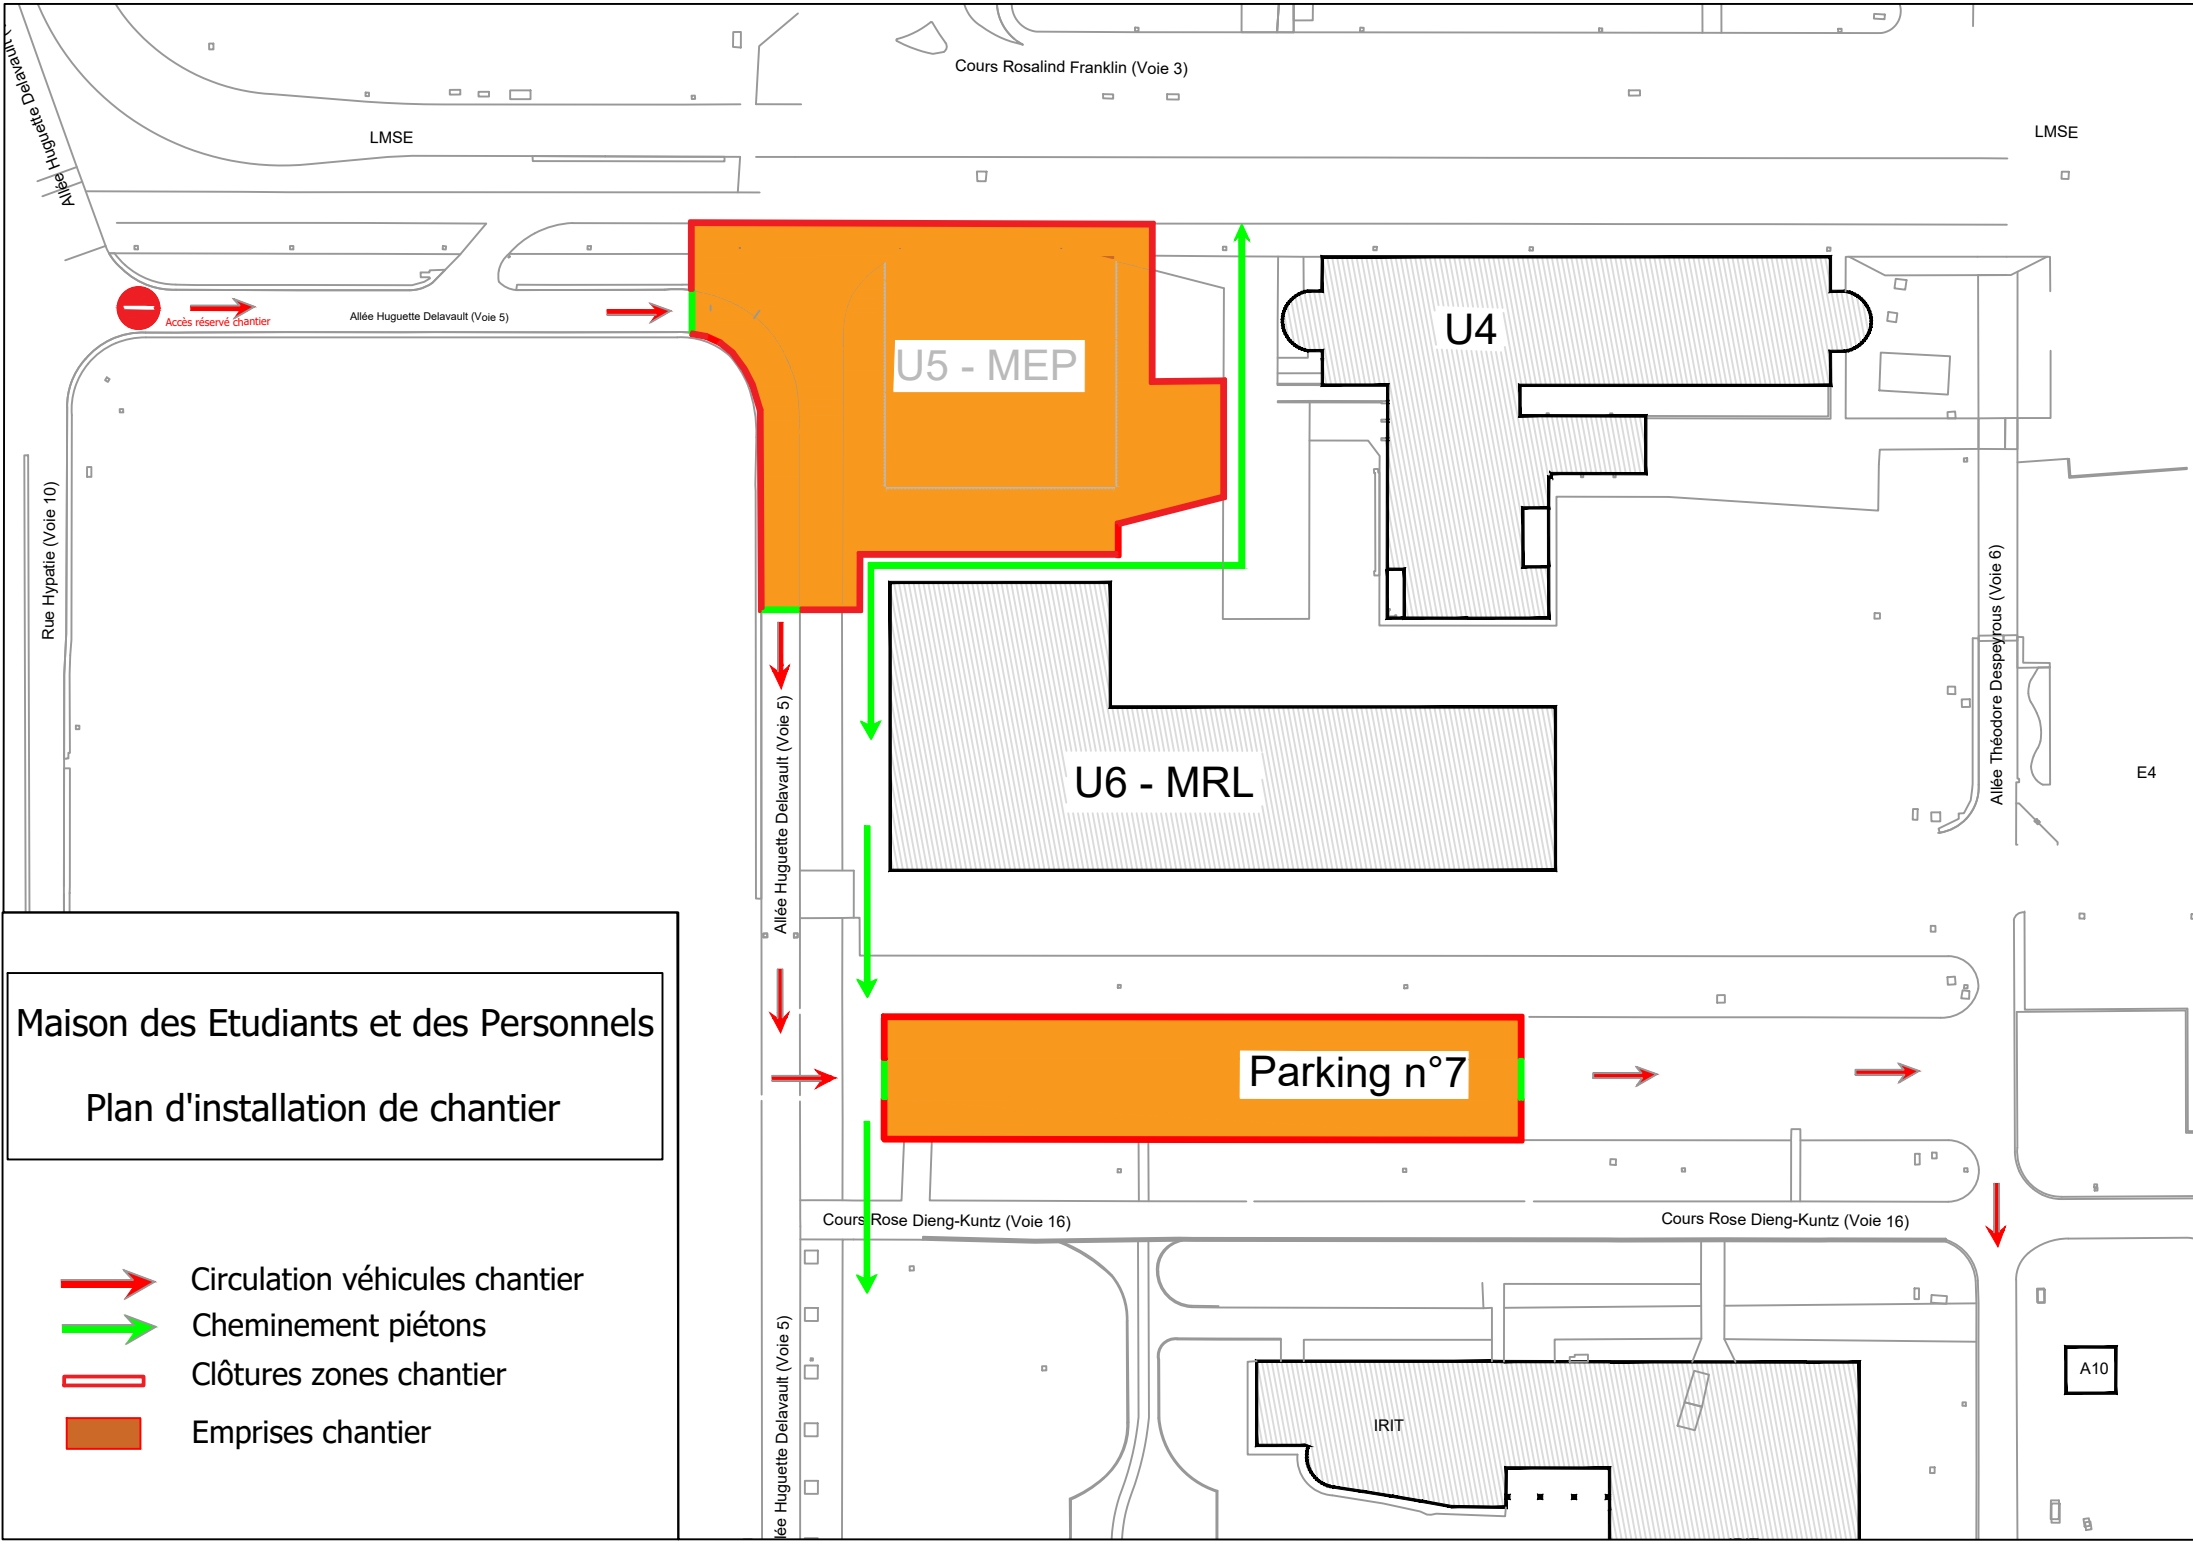 Allée Huguette Delavault (
Cours Rosalind Franklin (Voie 3)
LMSE
LMSE
Accès réservé chantier
Allée Huguette Delavault (Voie 5)
U5 - MEP
U4
Rue Hypatie (Voie 10)
Allée Théodore Despeyrous (Voie 6)
Allée Huguette Delavault (Voie 5)
U6 - MRL
E4
Maison des Etudiants et des Personnels
Plan d'installation de chantier
Parking n°7
Cours Rose Dieng-Kuntz (Voie 16)
Cours Rose Dieng-Kuntz (Voie 16)
Circulation véhicules chantier
Cheminement piétons
Clôtures zones chantier
Emprises chantier
lée Huguette Delavault (Voie 5)
IRIT
A10